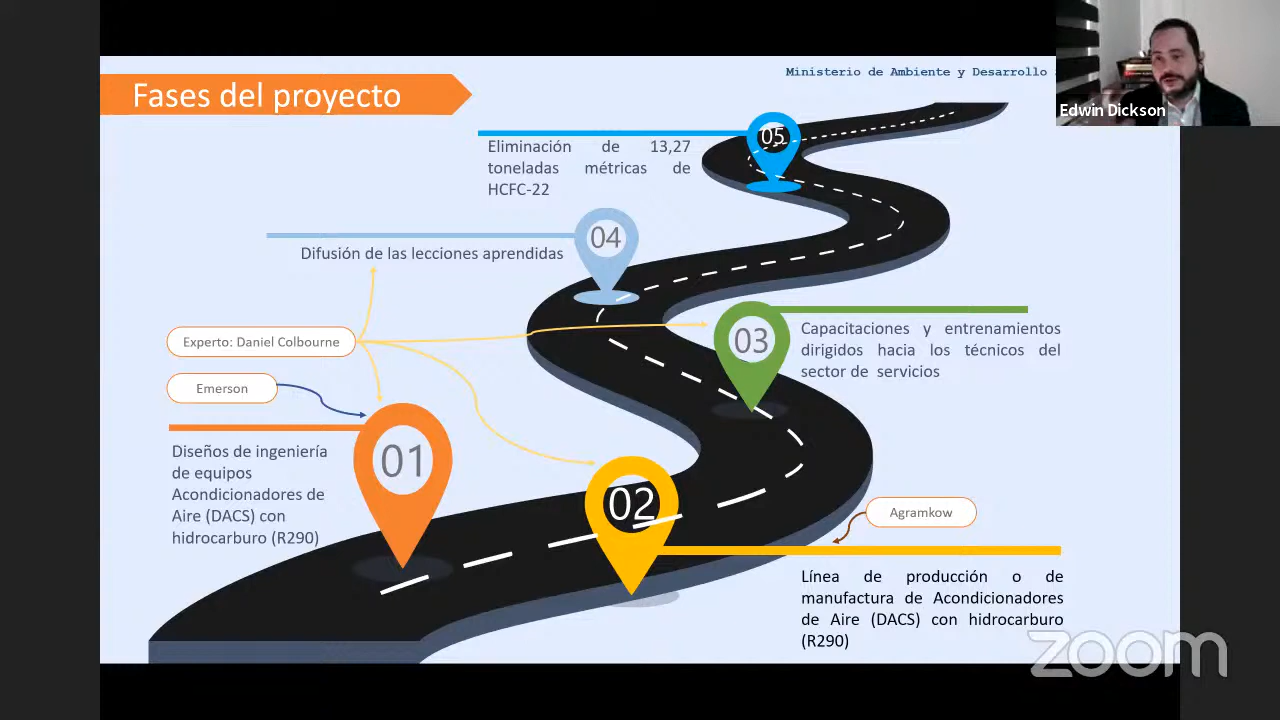 Fases del proyecto
Ministerio de Ambiente y Desarrollo
Edwin Dickson
05
Eliminación de 13,27
toneladas métricas de
HCFC-22
04
Difusión de las lecciones aprendidas
03
Capacitaciones y entrenamientos
dirigidos hacia los técnicos del
sector de servicios
Experto: Daniel Colbourne
Emerson
01
Diseños de ingeniería
de equipos
Acondicionadores de
Aire (DACS) con
hidrocarburo (R290)
02
Agramkow
Línea de producción o de
manufactura de Acondicionadores
de Aire (DACS) con hidrocarburo
(R290)
zoom